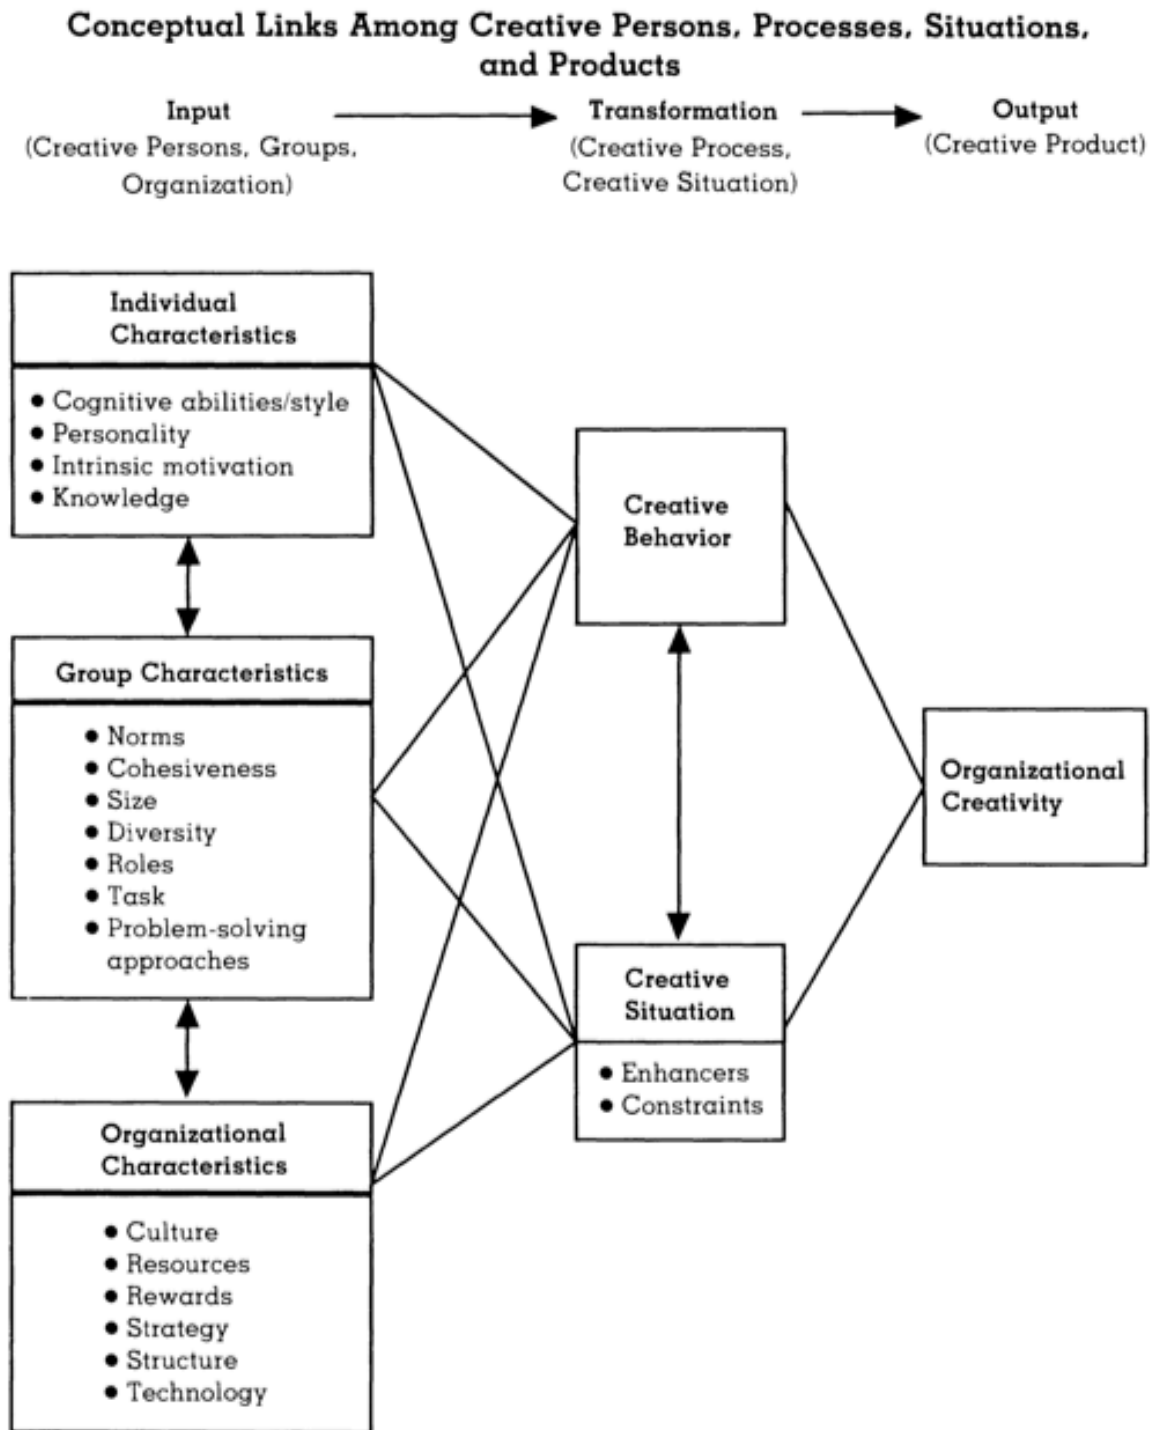 Conceptual Links Among Creative Persons, Processes, Situations,
and Products
Input
(Creative Persons, Groups,
Organization)
Transformation
(Creative Process,
Creative Situation)
Output
(Creative Product)
Individual
Characteristics
● Cognitive abilities/style
● Personality
● Intrinsic motivation
● Knowledge
Group Characteristics
● Norms
● Cohesiveness
● Size
● Diversity
● Roles
● Task
● Problem-solving
approaches
Organizational
Characteristics
● Culture
● Resources
● Rewards
● Strategy
● Structure
● Technology
Creative
Behavior
Creative
Situation
● Enhancers
● Constraints
Organizational
Creativity